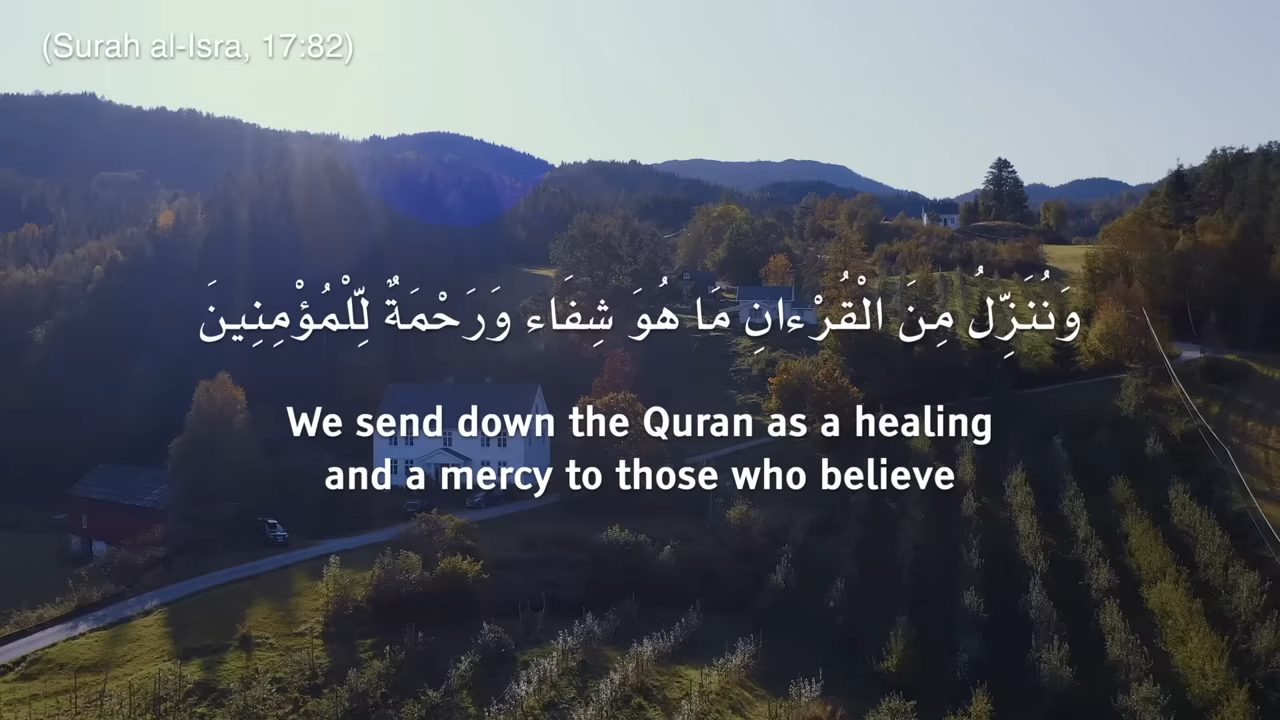 (Surah al-Isra, 17:82)
وَنُنَزِّلُ مِنَ الْقُرْءانِ مَا هُوَ شِفَاء وَرَحْمَةٌ لِّلْمُؤْمِنِينَ
We send down the Quran as a healing
and a mercy to those who believe